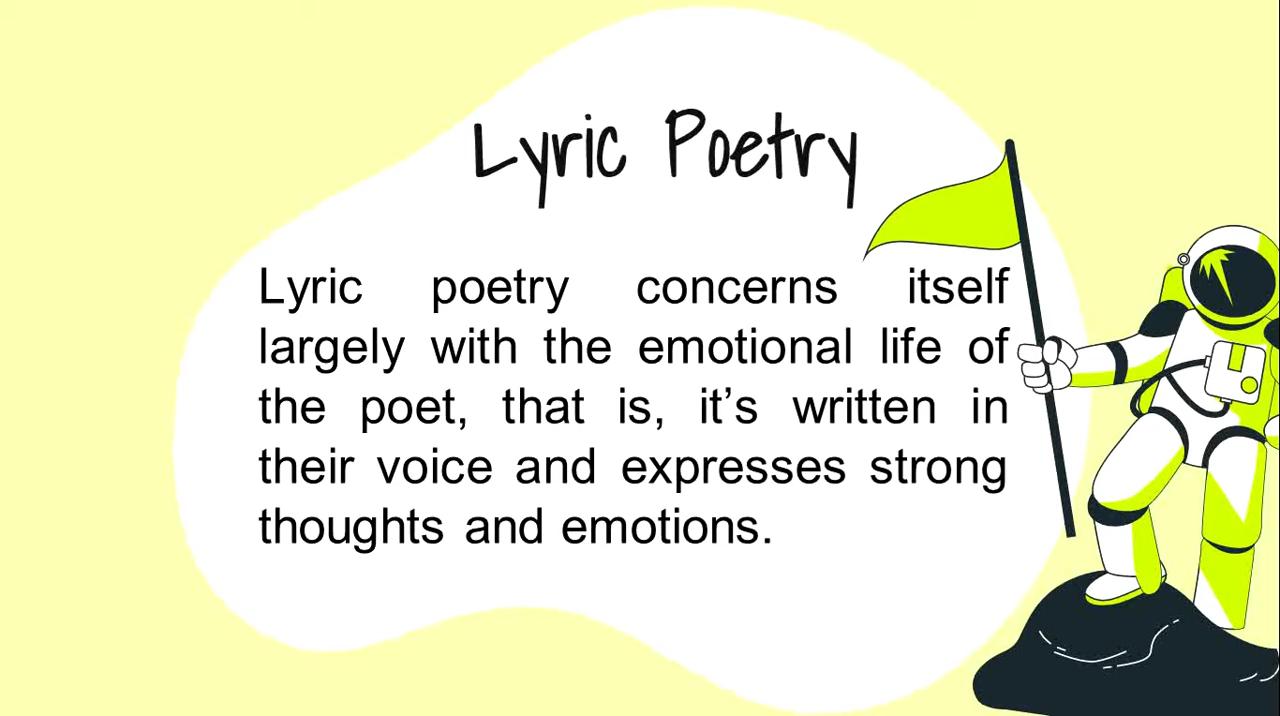 Lyric Poetry
Lyric poetry concerns itself
largely with the emotional life of
the poet, that is, it’s written in
their voice and expresses strong
thoughts and emotions.